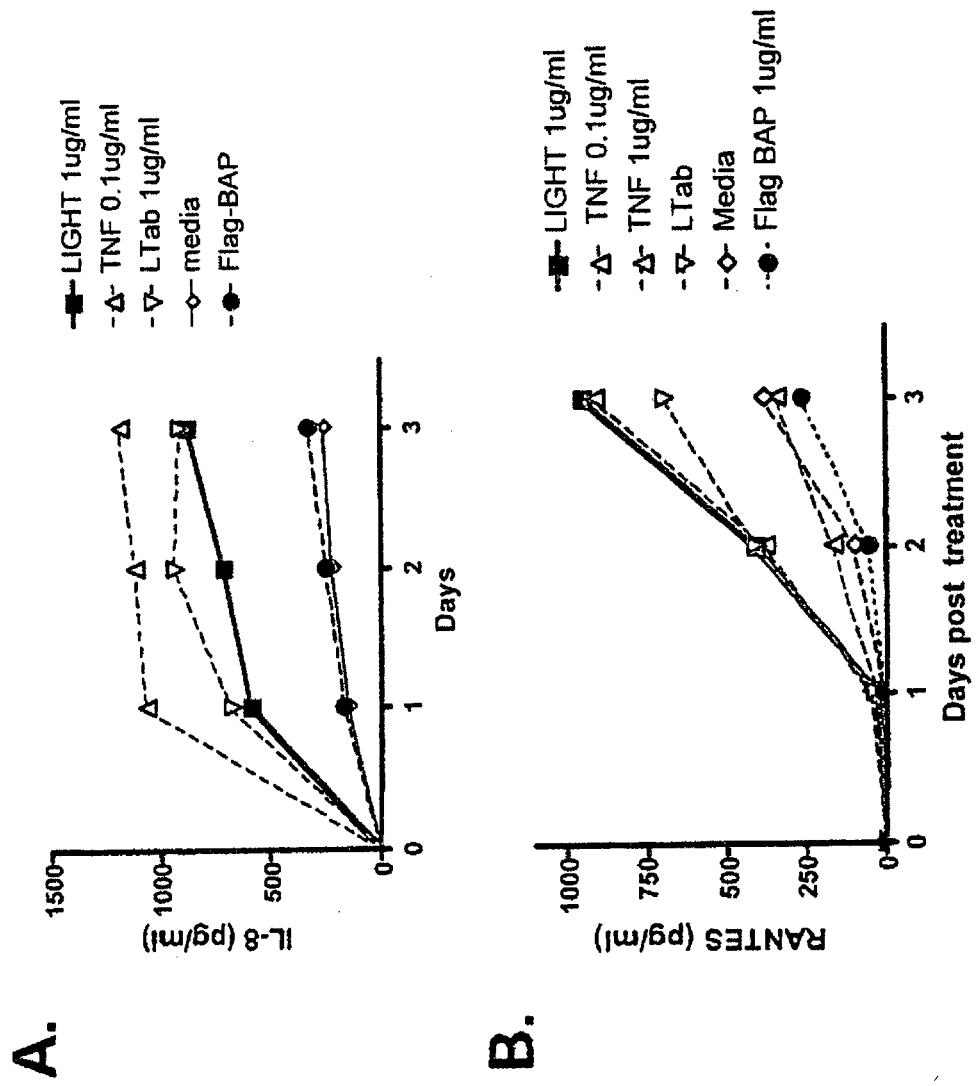 A.
IL-8 (pg/ml)
1500
1000
500
0
0 1 2 3
Days
LIGHT 1ug/ml
TNF 0.1ug/ml
LTab 1ug/ml
media
Flag-BAP
B.
RANTES (pg/ml)
1000
750
500
250
0
0 1 2 3
Days post treatment
LIGHT 1ug/ml
TNF 0.1ug/ml
TNF 1ug/ml
LTab
Media
Flag BAP 1ug/ml